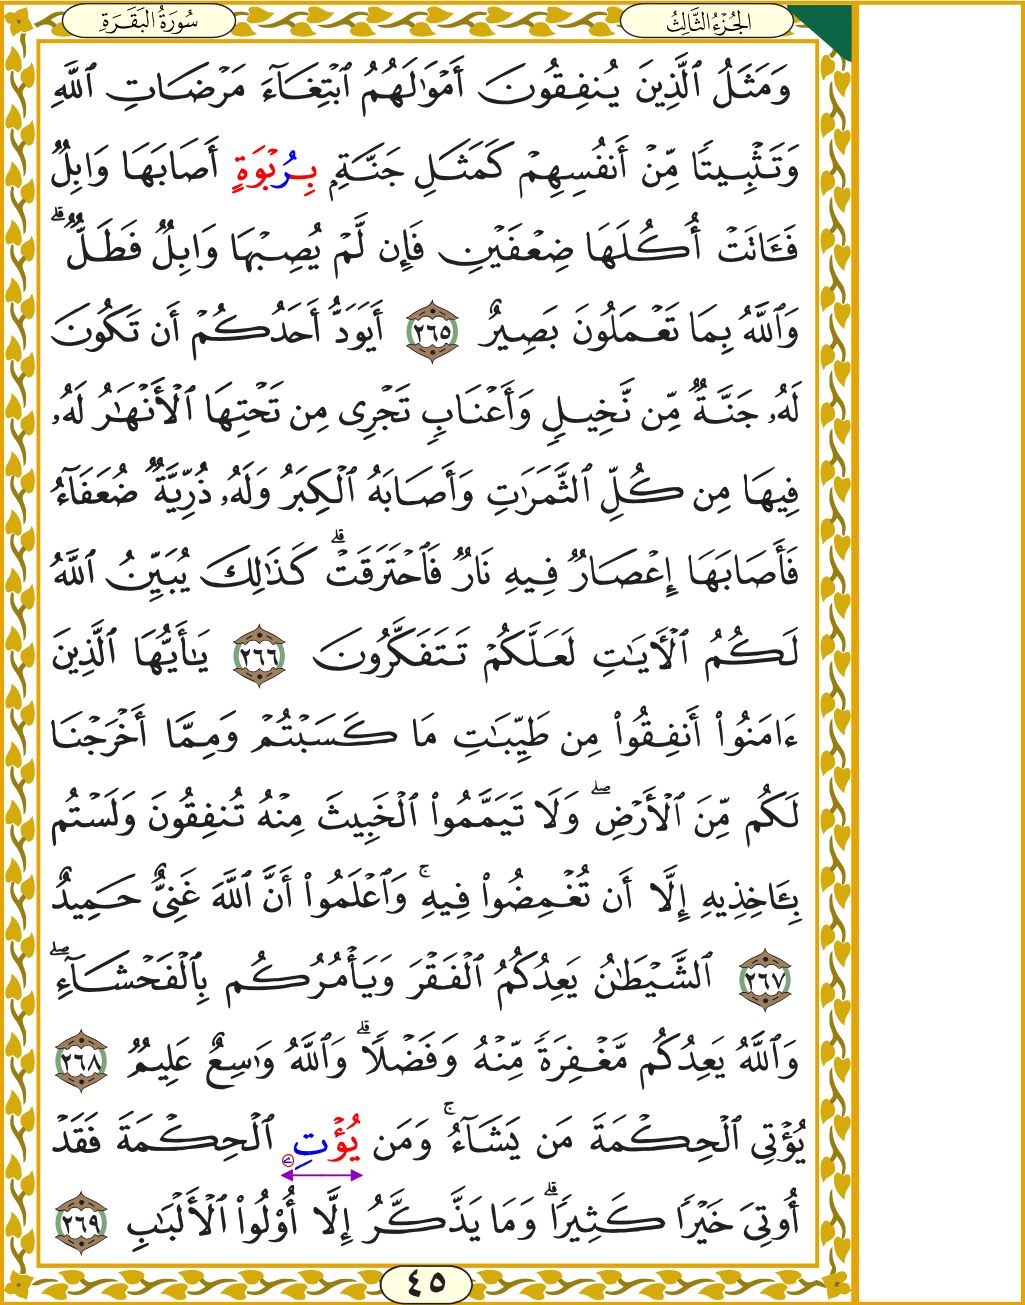 الجُزْءُ الثَّالِثُ
سُورَةُ البَقَرَةِ
وَمَثَلُ ٱلَّذِينَ يُنفِقُونَ أَمْوَٰلَهُمُ ٱبْتِغَآءَ مَرْضَاتِ ٱللَّهِ
وَتَثْبِيتًا مِّنْ أَنفُسِهِمْ كَمَثَلِ جَنَّةٍۭ بِرُبْوَةٍ أَصَابَهَا وَابِلٌ
فَـَٔاتَتْ أُكُلَهَا ضِعْفَيْنِ فَإِن لَّمْ يُصِبْهَا وَابِلٌ فَطَلٌّ ۗ
وَٱللَّهُ بِمَا تَعْمَلُونَ بَصِيرٌ ٢٦٥ أَيَوَدُّ أَحَدُكُمْ أَن تَكُونَ
لَهُۥ جَنَّةٌ مِّن نَّخِيلٍ وَأَعْنَابٍ تَجْرِى مِن تَحْتِهَا ٱلْأَنْهَٰرُ لَهُۥ
فِيهَا مِن كُلِّ ٱلثَّمَرَٰتِ وَأَصَابَهُ ٱلْكِبَرُ وَلَهُۥ ذُرِّيَّةٌ ضُعَفَآءُ
فَأَصَابَهَا إِعْصَارٌ فِيهِ نَارٌ فَٱحْتَرَقَتْ ۗ كَذَٰلِكَ يُبَيِّنُ ٱللَّهُ
لَكُمُ ٱلْـَٔايَٰتِ لَعَلَّكُمْ تَتَفَكَّرُونَ ٢٦٦ يَٰٓأَيُّهَا ٱلَّذِينَ
ءَامَنُوا۟ أَنفِقُوا۟ مِن طَيِّبَٰتِ مَا كَسَبْتُمْ وَمِمَّا أَخْرَجْنَا
لَكُم مِّنَ ٱلْأَرْضِ ۖ وَلَا تَيَمَّمُوا۟ ٱلْخَبِيثَ مِنْهُ تُنفِقُونَ وَلَسْتُم
بِـَٔاخِذِيهِ إِلَّا أَن تُغْمِضُوا۟ فِيهِ ۚ وَٱعْلَمُوا۟ أَنَّ ٱللَّهَ غَنِىٌّ حَمِيدٌ
٢٦٧ ٱلشَّيْطَٰنُ يَعِدُكُمُ ٱلْفَقْرَ وَيَأْمُرُكُم بِٱلْفَحْشَآءِ ۖ
وَٱللَّهُ يَعِدُكُم مَّغْفِرَةً مِّنْهُ وَفَضْلًا ۗ وَٱللَّهُ وَٰسِعٌ عَلِيمٌ ٢٦٨
يُؤْتِى ٱلْحِكْمَةَ مَن يَشَآءُ ۚ وَمَن يُؤْتِ ٱلْحِكْمَةَ فَقَدْ
أُوتِىَ خَيْرًا كَثِيرًا ۗ وَمَا يَذَّكَّرُ إِلَّا أُو۟لُوا۟ ٱلْأَلْبَٰبِ ٢٦٩
٤٥